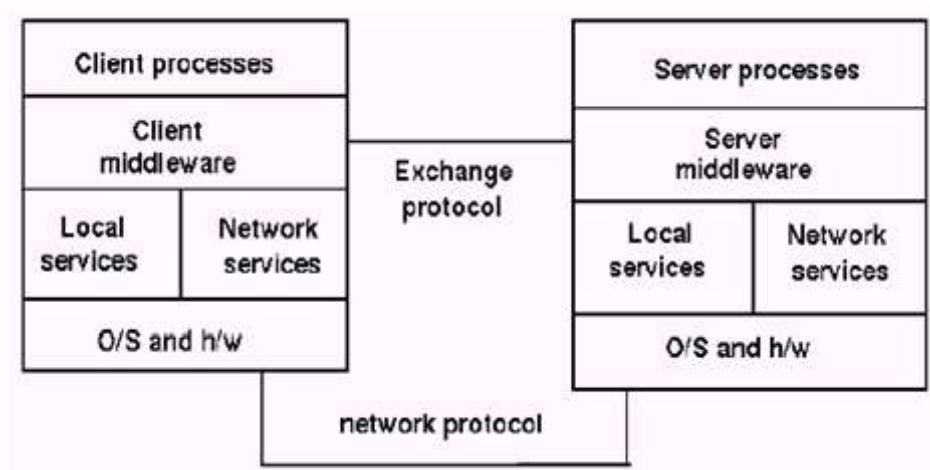 Client processes
Client
middleware
Local
services
Network
services
O/S and h/w
Exchange
protocol
network protocol
Server processes
Server
middleware
Local
services
Network
services
O/S and h/w